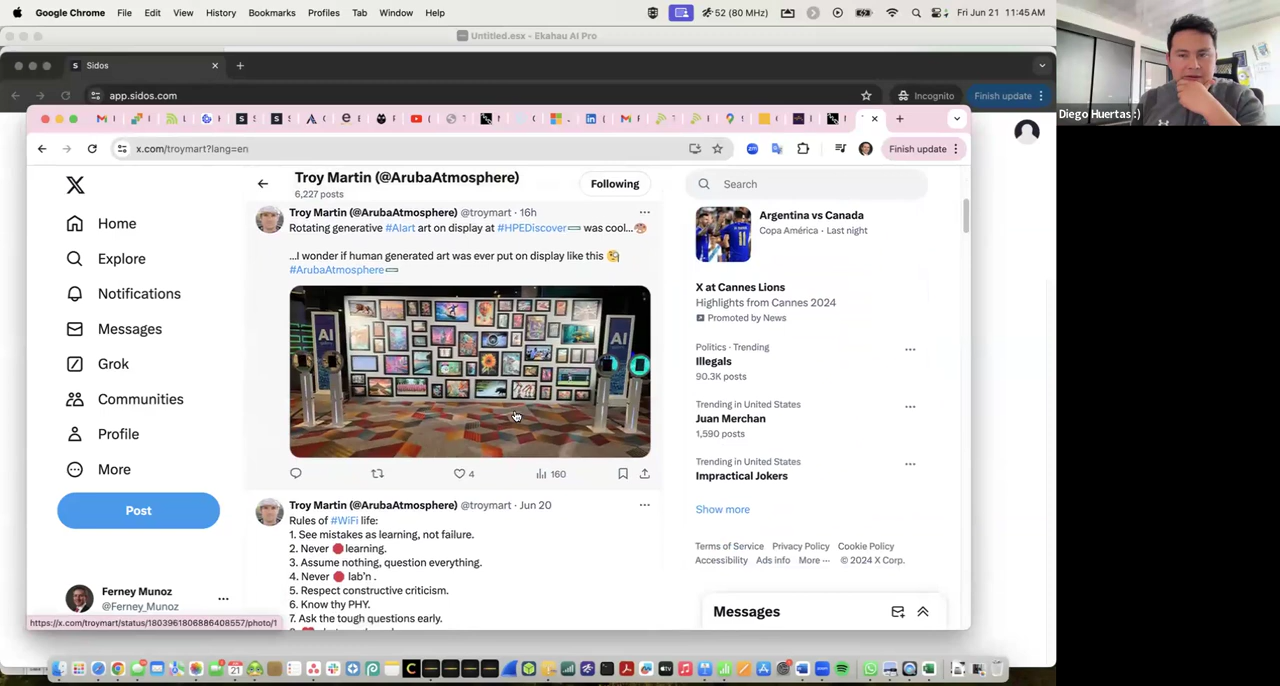 Google Chrome File Edit View History Bookmarks Profiles Tab Window Help 52 (80 MHz) Fri Jun 21 11:45 AM
Untitled.esx - Ekahau AI Pro
Sidos
app.sidos.com Incognito Finish update
Diego Huertas :)
x.com/troymart?lang=en Finish update
Troy Martin (@ArubaAtmosphere)
6,227 posts
Following
Search
Home
Explore
Notifications
Messages
Grok
Communities
Profile
More
Post
Ferney Munoz
@Ferney_Munoz
Troy Martin (@ArubaAtmosphere) @troymart · 16h
Rotating generative #AIart art on display at #HPEDiscover was cool...
...I wonder if human generated art was ever put on display like this
#ArubaAtmosphere
AI
AI
4 160
Troy Martin (@ArubaAtmosphere) @troymart · Jun 20
Rules of #WiFi life:
1. See mistakes as learning, not failure.
2. Never learning.
3. Assume nothing, question everything.
4. Never lab'n .
5. Respect constructive criticism.
6. Know thy PHY.
7. Ask the tough questions early.
Argentina vs Canada
Copa América · Last night
X at Cannes Lions
Highlights from Cannes 2024
Promoted by News
Politics · Trending
Illegals
90.3K posts
Trending in United States
Juan Merchan
1,590 posts
Trending in United States
Impractical Jokers
Show more
Terms of Service Privacy Policy Cookie Policy
Accessibility Ads info More ··· © 2024 X Corp.
Messages
https://x.com/troymart/status/1803961806886408557/photo/1